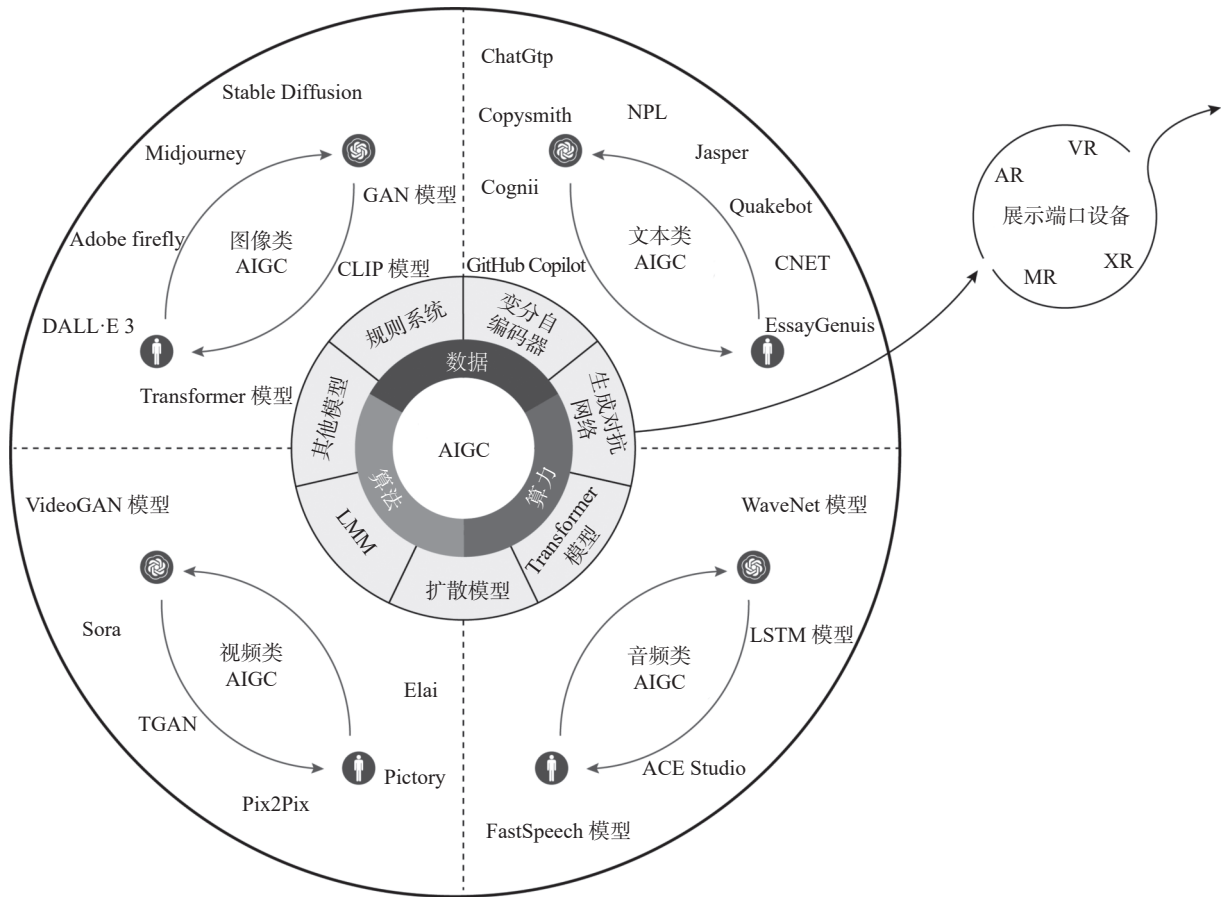 Stable Diffusion
Midjourney
GAN 模型
Adobe firefly
图像类
AIGC
CLIP 模型
DALL·E 3
Transformer 模型
ChatGtp
Copysmith
NPL
Jasper
Cognii
Quakebot
文本类
AIGC
CNET
GitHub Copilot
EssayGenuis
规则系统
变分自
编码器
生成对抗
网络
Transformer
模型
扩散模型
LMM
其他模型
数据
算力
算法
AIGC
VideoGAN 模型
Sora
视频类
AIGC
TGAN
Elai
Pictory
Pix2Pix
WaveNet 模型
LSTM 模型
音频类
AIGC
ACE Studio
FastSpeech 模型
VR
AR
展示端口设备
XR
MR